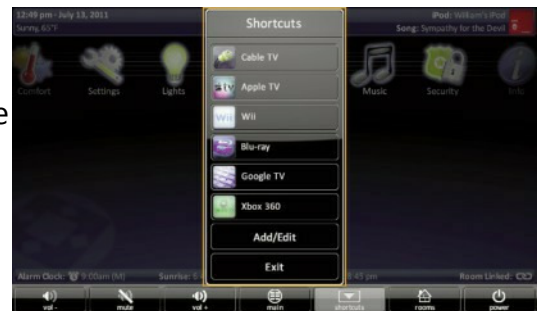 12:49 pm - July 13, 2011
Sunny, 65°F
iPod: William's iPod
Song: Sympathy for the Devil
Shortcuts
Cable TV
Apple TV
Wii
Blu-ray
Google TV
Xbox 360
Add/Edit
Exit
Comfort
Settings
Lights
Music
Security
Info
e
Alarm Clock: 9:00am (M)
Sunrise:
8:45 pm
Room Linked:
vol -
mute
vol +
main
shortcuts
rooms
power